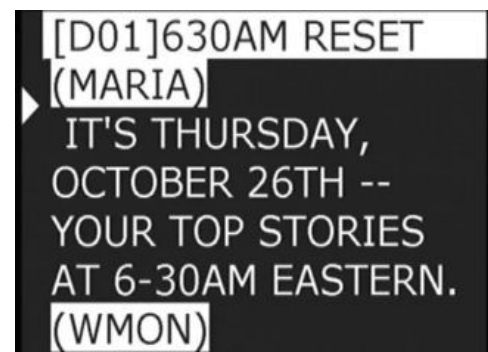 [D01]630AM RESET
(MARIA)
IT'S THURSDAY,
OCTOBER 26TH --
YOUR TOP STORIES
AT 6-30AM EASTERN.
(WMON)